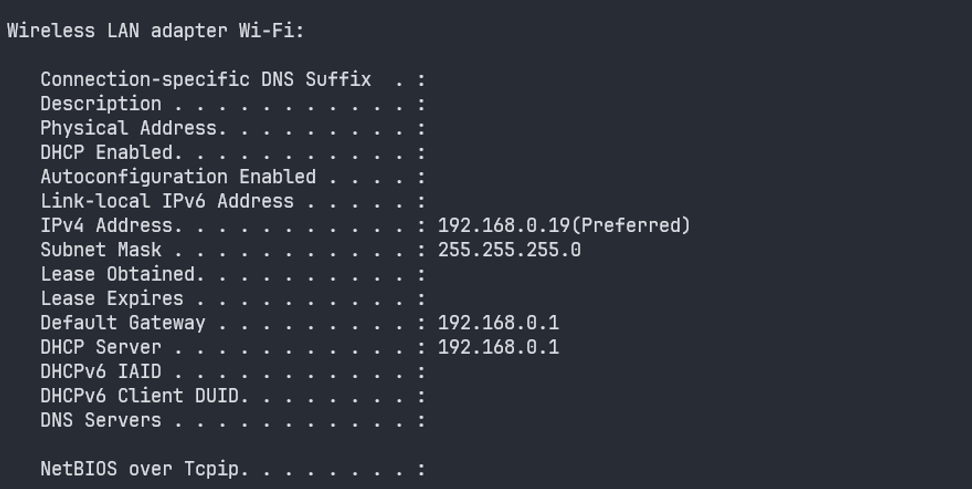 Wireless LAN adapter Wi-Fi:
Connection-specific DNS Suffix  . :
Description . . . . . . . . . . . :
Physical Address. . . . . . . . . :
DHCP Enabled. . . . . . . . . . . :
Autoconfiguration Enabled . . . . :
Link-local IPv6 Address . . . . . :
IPv4 Address. . . . . . . . . . . : 192.168.0.19(Preferred)
Subnet Mask . . . . . . . . . . . : 255.255.255.0
Lease Obtained. . . . . . . . . . :
Lease Expires . . . . . . . . . . :
Default Gateway . . . . . . . . . : 192.168.0.1
DHCP Server . . . . . . . . . . . : 192.168.0.1
DHCPv6 IAID . . . . . . . . . . . :
DHCPv6 Client DUID. . . . . . . . :
DNS Servers . . . . . . . . . . . :
NetBIOS over Tcpip. . . . . . . . :